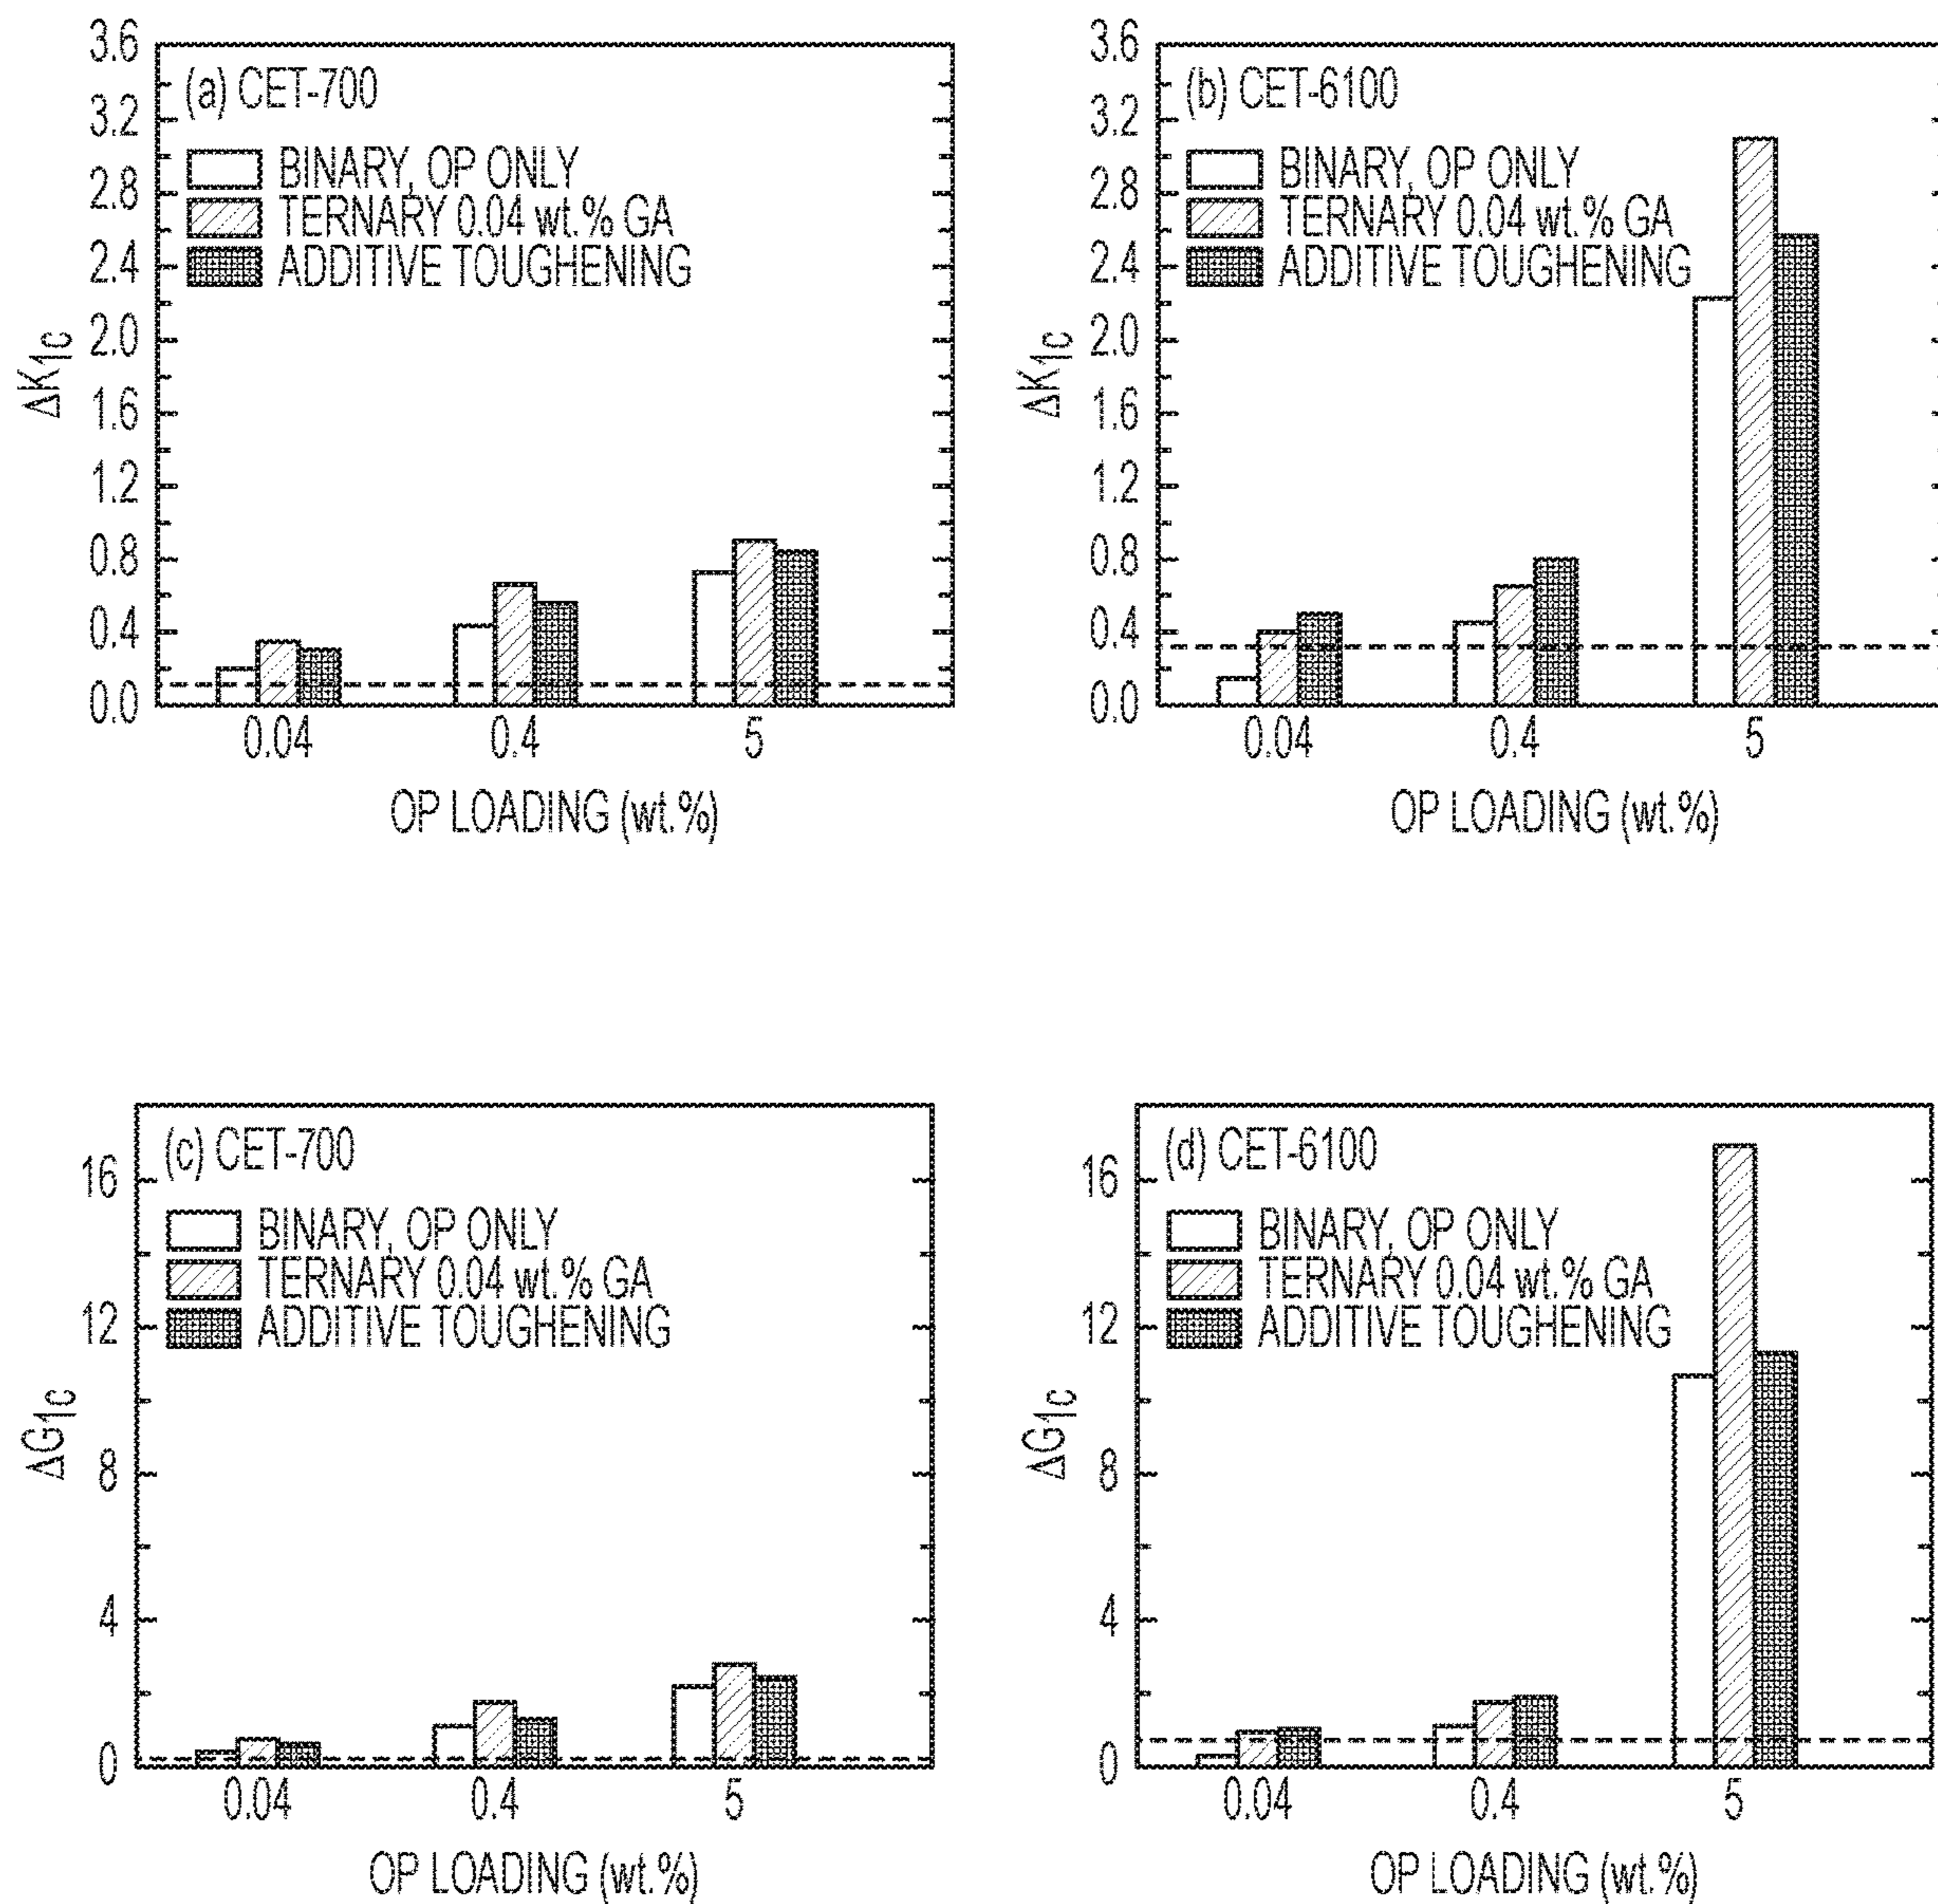 3.6
3.2
2.8
2.4
2.0
1.6
1.2
0.8
0.4
0.0
ΔK1c
(a) CET-700
BINARY, OP ONLY
TERNARY 0.04 wt.% GA
ADDITIVE TOUGHENING
0.04 0.4 5
OP LOADING (wt.%)
3.6
3.2
2.8
2.4
2.0
1.6
1.2
0.8
0.4
0.0
ΔK1c
(b) CET-6100
BINARY, OP ONLY
TERNARY 0.04 wt.% GA
ADDITIVE TOUGHENING
0.04 0.4 5
OP LOADING (wt.%)
16
12
8
4
0
ΔG1c
(c) CET-700
BINARY, OP ONLY
TERNARY 0.04 wt.% GA
ADDITIVE TOUGHENING
0.04 0.4 5
OP LOADING (wt.%)
16
12
8
4
0
ΔG1c
(d) CET-6100
BINARY, OP ONLY
TERNARY 0.04 wt.% GA
ADDITIVE TOUGHENING
0.04 0.4 5
OP LOADING (wt.%)